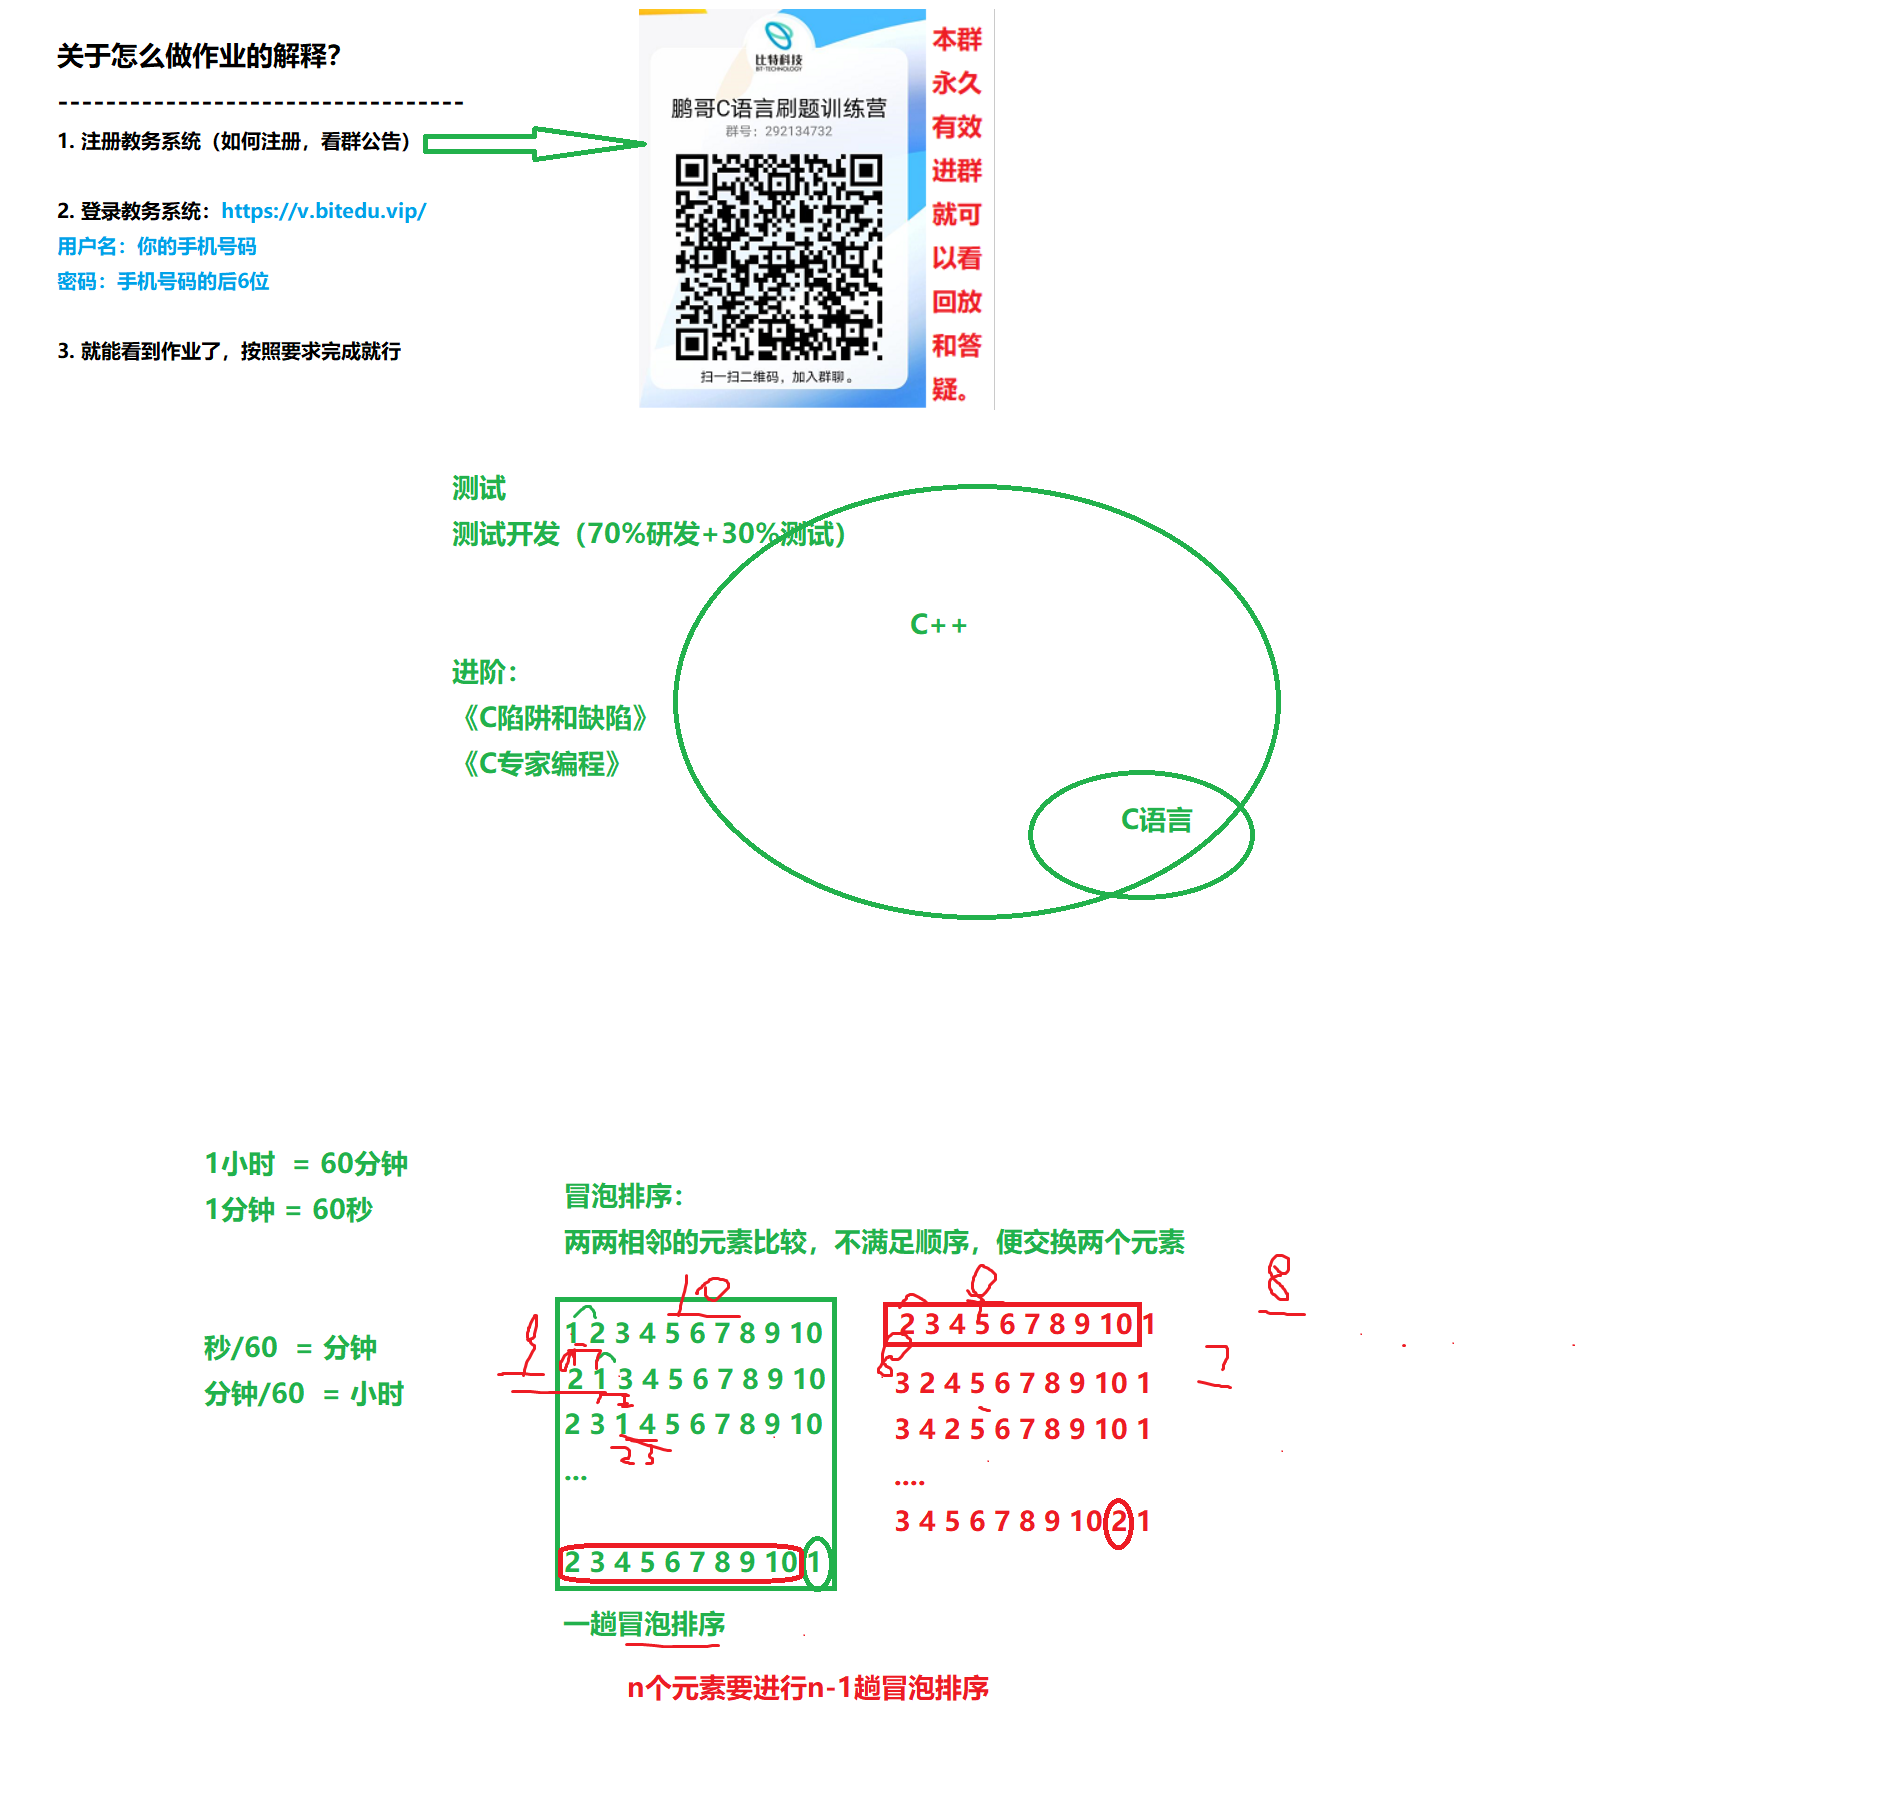 关于怎么做作业的解释？
----------------------------------
1. 注册教务系统（如何注册，看群公告）
2. 登录教务系统：https://v.bitedu.vip/
用户名：你的手机号码
密码：手机号码的后6位
3. 就能看到作业了，按照要求完成就行
比特科技
BIT-TECHNOLOGY
鹏哥C语言刷题训练营
群号：292134732
扫一扫二维码，加入群聊。
本群
永久
有效
进群
就可
以看
回放
和答
疑。
测试
测试开发（70%研发+30%测试）
C++
进阶：
《C陷阱和缺陷》
《C专家编程》
C语言
1小时 = 60分钟
1分钟 = 60秒
秒/60 = 分钟
分钟/60 = 小时
冒泡排序：
两两相邻的元素比较，不满足顺序，便交换两个元素
10
1 2 3 4 5 6 7 8 9 10
2 1 3 4 5 6 7 8 9 10
2 3 1 4 5 6 7 8 9 10
...
2 3 4 5 6 7 8 9 10 1
一趟冒泡排序
9
2 3 4 5 6 7 8 9 10 1
8
3 2 4 5 6 7 8 9 10 1
7
3 4 2 5 6 7 8 9 10 1
....
3 4 5 6 7 8 9 10 2 1
n个元素要进行n-1趟冒泡排序